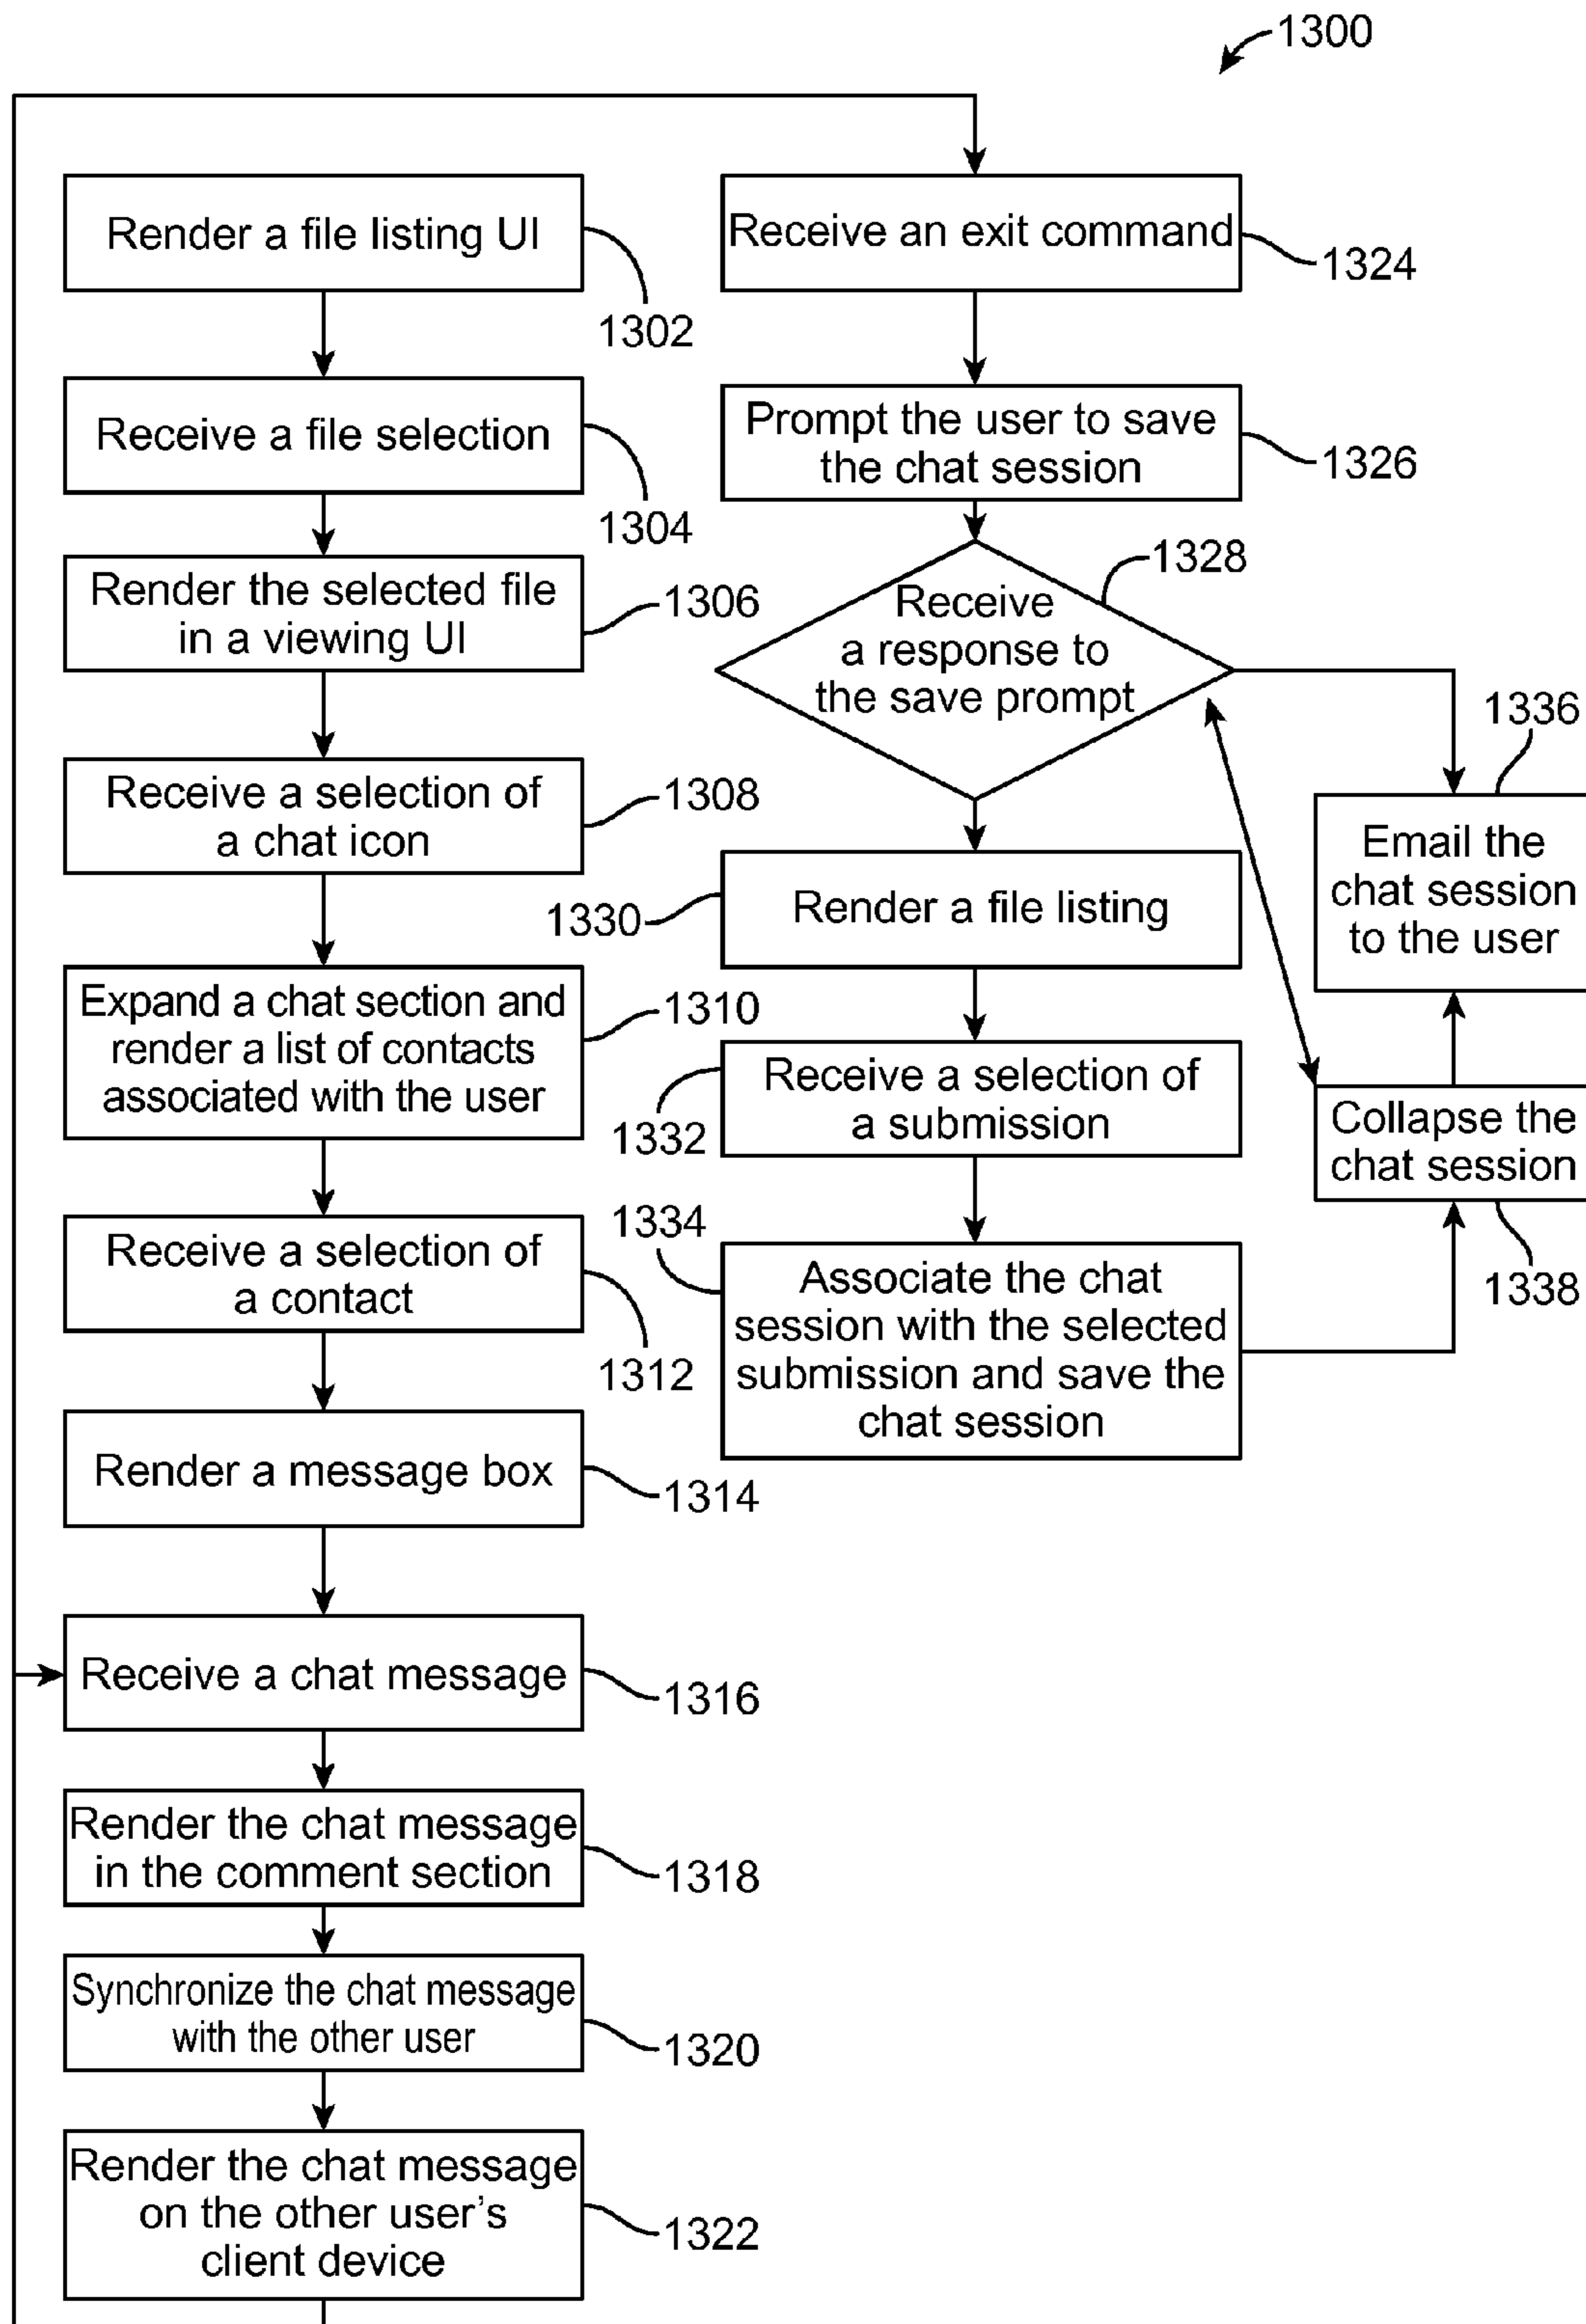 1300
Render a file listing UI
1302
Receive a file selection
1304
Render the selected file
in a viewing UI
1306
Receive a selection of
a chat icon
1308
Expand a chat section and
render a list of contacts
associated with the user
1310
Receive a selection of
a contact
1312
Render a message box
1314
Receive a chat message
1316
Render the chat message
in the comment section
1318
Synchronize the chat message
with the other user
1320
Render the chat message
on the other user's
client device
1322
Receive an exit command
1324
Prompt the user to save
the chat session
1326
Receive
a response to
the save prompt
1328
Render a file listing
1330
Receive a selection of
a submission
1332
Associate the chat
session with the selected
submission and save the
chat session
1334
Email the
chat session
to the user
1336
Collapse the
chat session
1338